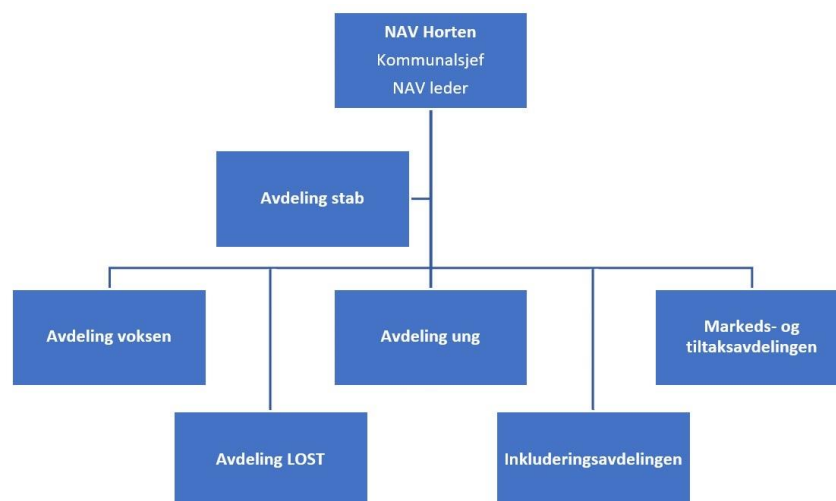 NAV Horten
Kommunalsjef
NAV leder
Avdeling stab
Avdeling voksen
Avdeling ung
Markeds- og
tiltaksavdelingen
Avdeling LOST
Inkluderingsavdelingen